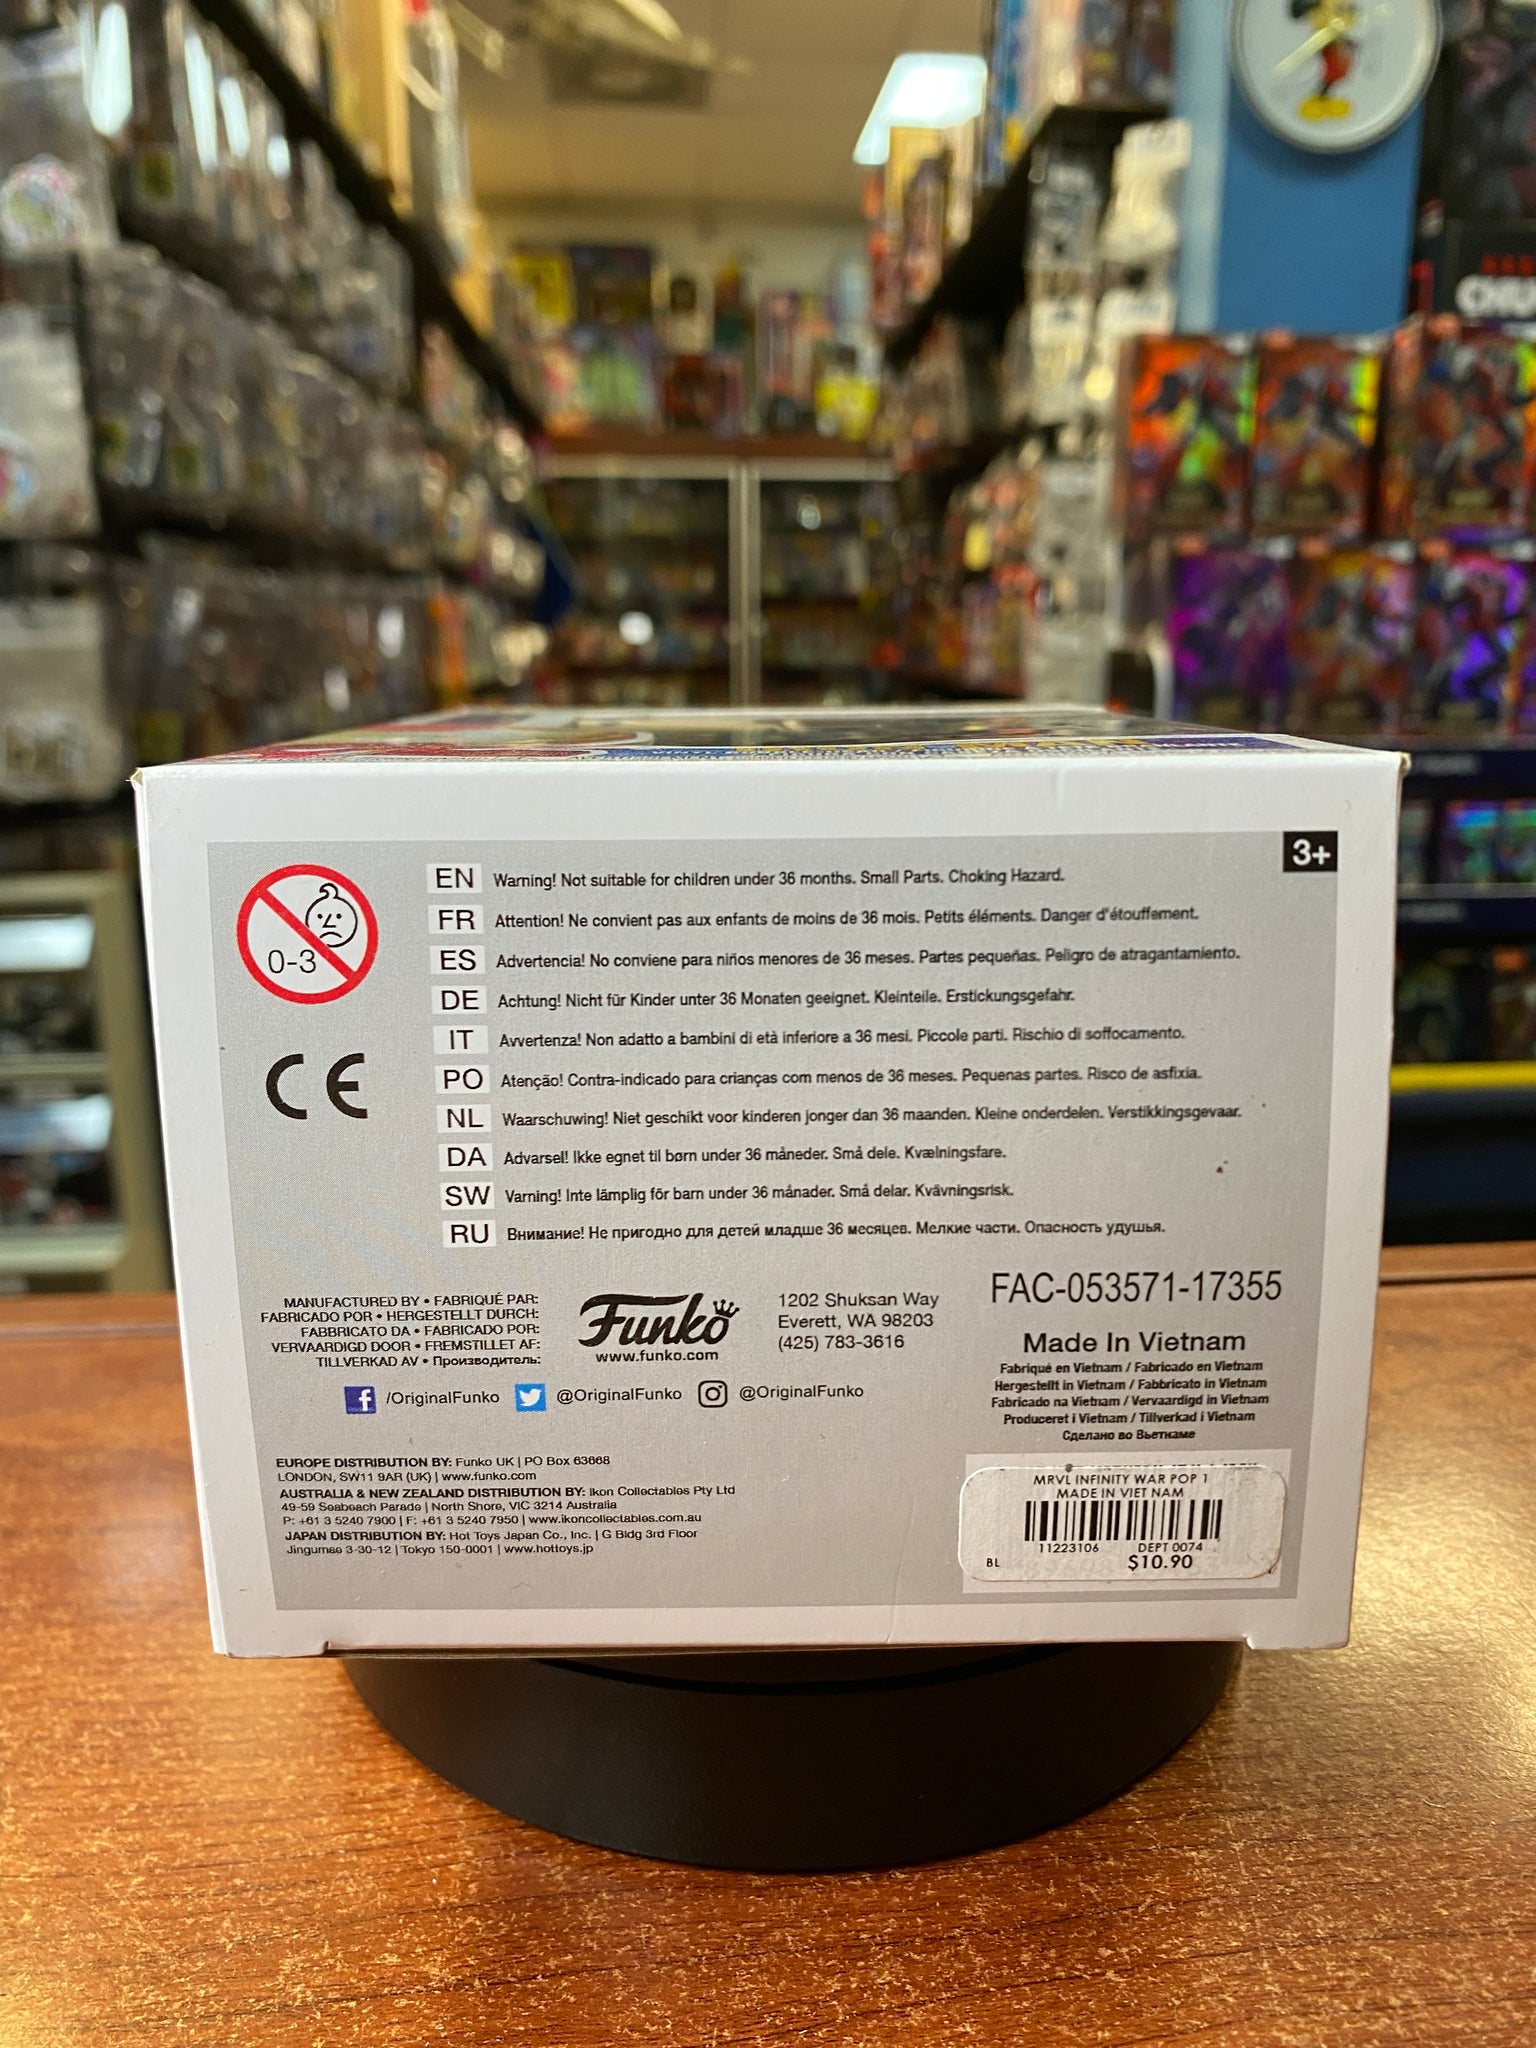 3+
0-3
EN Warning! Not suitable for children under 36 months. Small Parts. Choking Hazard.
FR Attention! Ne convient pas aux enfants de moins de 36 mois. Petits éléments. Danger d'étouffement.
ES Advertencia! No conviene para niños menores de 36 meses. Partes pequeñas. Peligro de atragantamiento.
DE Achtung! Nicht für Kinder unter 36 Monaten geeignet. Kleinteile. Erstickungsgefahr.
IT Avvertenza! Non adatto a bambini di età inferiore a 36 mesi. Piccole parti. Rischio di soffocamento.
PO Atenção! Contra-indicado para crianças com menos de 36 meses. Pequenas partes. Risco de asfixia.
NL Waarschuwing! Niet geschikt voor kinderen jonger dan 36 maanden. Kleine onderdelen. Verstikkingsgevaar.
DA Advarsel! Ikke egnet til børn under 36 måneder. Små dele. Kvælningsfare.
SW Varning! Inte lämplig för barn under 36 månader. Små delar. Kvävningsrisk.
RU Внимание! Не пригодно для детей младше 36 месяцев. Мелкие части. Опасность удушья.
CE
MANUFACTURED BY • FABRIQUÉ PAR:
FABRICADO POR • HERGESTELLT DURCH:
FABBRICATO DA • FABRICADO POR:
VERVAARDIGD DOOR • FREMSTILLET AF:
TILLVERKAD AV • Производитель:
Funko
www.funko.com
1202 Shuksan Way
Everett, WA 98203
(425) 783-3616
f /OriginalFunko @OriginalFunko @OriginalFunko
FAC-053571-17355
Made In Vietnam
Fabriqué en Vietnam / Fabricado en Vietnam
Hergestellt in Vietnam / Fabbricato in Vietnam
Fabricado na Vietnam / Vervaardigd in Vietnam
Produceret i Vietnam / Tillverkad i Vietnam
Сделано во Вьетнаме
EUROPE DISTRIBUTION BY: Funko UK | PO Box 63668
LONDON, SW11 9AR (UK) | www.funko.com
AUSTRALIA & NEW ZEALAND DISTRIBUTION BY: Ikon Collectables Pty Ltd
49-59 Seabeach Parade | North Shore, VIC 3214 Australia
P: +61 3 5240 7900 | F: +61 3 5240 7950 | www.ikoncollectables.com.au
JAPAN DISTRIBUTION BY: Hot Toys Japan Co., Inc. | G Bldg 3rd Floor
Jingumae 3-30-12 | Tokyo 150-0001 | www.hottoys.jp
MRVL INFINITY WAR POP 1
MADE IN VIET NAM
11223106 DEPT 0074
BL $10.90